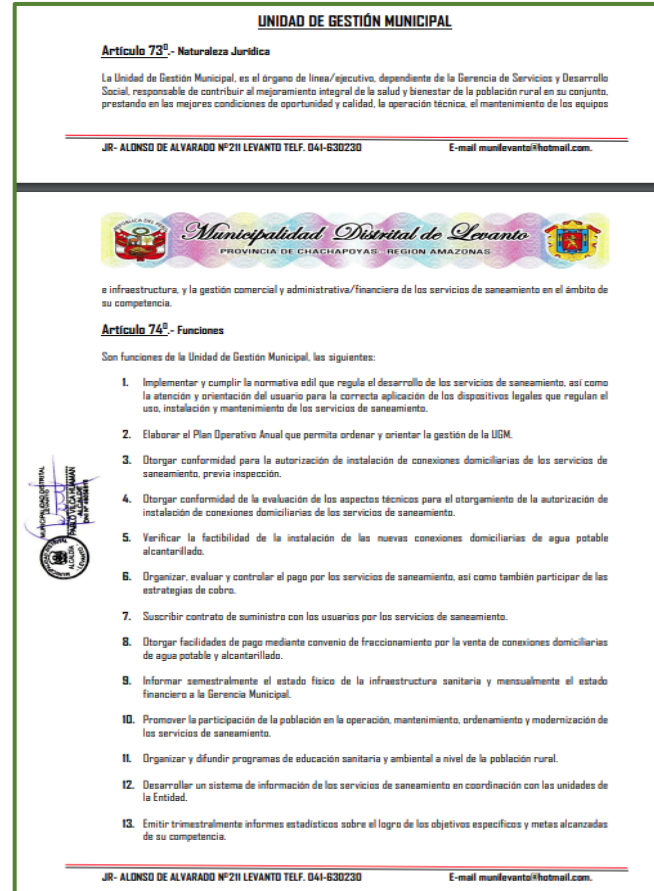 UNIDAD DE GESTIÓN MUNICIPAL
Artículo 73º.- Naturaleza Jurídica
La Unidad de Gestión Municipal, es el órgano de línea/ejecutivo, dependiente de la Gerencia de Servicios y Desarrollo
Social, responsable de contribuir al mejoramiento integral de la salud y bienestar de la población rural en su conjunto,
prestando en las mejores condiciones de oportunidad y calidad, la operación técnica, el mantenimiento de los equipos
JR- ALONSO DE ALVARADO Nº211 LEVANTO TELF. 041-630230 E-mail munilevanto@hotmail.com.
Municipalidad Distrital de Levanto
PROVINCIA DE CHACHAPOYAS - REGION AMAZONAS
e infraestructura, y la gestión comercial y administrativa/financiera de los servicios de saneamiento en el ámbito de
su competencia.
Artículo 74º.- Funciones
Son funciones de la Unidad de Gestión Municipal, las siguientes:
1. Implementar y cumplir la normativa edil que regula el desarrollo de los servicios de saneamiento, así como
la atención y orientación del usuario para la correcta aplicación de los dispositivos legales que regulan el
uso, instalación y mantenimiento de los servicios de saneamiento.
2. Elaborar el Plan Operativo Anual que permita ordenar y orientar la gestión de la UGM.
3. Otorgar conformidad para la autorización de instalación de conexiones domiciliarias de los servicios de
saneamiento, previa inspección.
4. Otorgar conformidad de la evaluación de los aspectos técnicos para el otorgamiento de la autorización de
instalación de conexiones domiciliarias de los servicios de saneamiento.
5. Verificar la factibilidad de la instalación de las nuevas conexiones domiciliarias de agua potable
alcantarillado.
6. Organizar, evaluar y controlar el pago por los servicios de saneamiento, así como también participar de las
estrategias de cobro.
7. Suscribir contrato de suministro con los usuarios por los servicios de saneamiento.
8. Otorgar facilidades de pago mediante convenio de fraccionamiento por la venta de conexiones domiciliarias
de agua potable y alcantarillado.
9. Informar semestralmente el estado físico de la infraestructura sanitaria y mensualmente el estado
financiero a la Gerencia Municipal.
10. Promover la participación de la población en la operación, mantenimiento, ordenamiento y modernización de
los servicios de saneamiento.
11. Organizar y difundir programas de educación sanitaria y ambiental a nivel de la población rural.
12. Desarrollar un sistema de información de los servicios de saneamiento en coordinación con las unidades de
la Entidad.
13. Emitir trimestralmente informes estadísticos sobre el logro de los objetivos específicos y metas alcanzadas
de su competencia.
MUNICIPALIDAD DISTRITAL
LEVANTO
PABLO VILCA HUAMAN
ALCALDE
ALCALDIA
JR- ALONSO DE ALVARADO Nº211 LEVANTO TELF. 041-630230 E-mail munilevanto@hotmail.com.